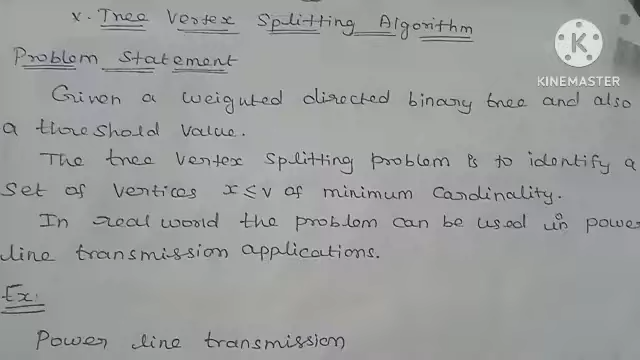 x. Tree Vertex Splitting Algorithm
KINEMASTER
Problem Statement
Given a weighted directed binary tree and also
a threshold value.
The tree vertex splitting problem is to identify a
set of vertices x ≤ v of minimum cardinality.
In real world the problem can be used in power
line transmission applications.
Ex:
Power line transmission